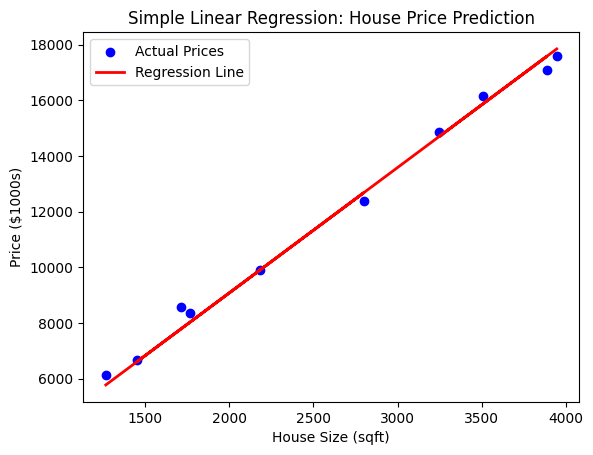 Simple Linear Regression: House Price Prediction
Actual Prices
Regression Line
Price ($1000s)
18000
16000
14000
12000
10000
8000
6000
1500 2000 2500 3000 3500 4000
House Size (sqft)